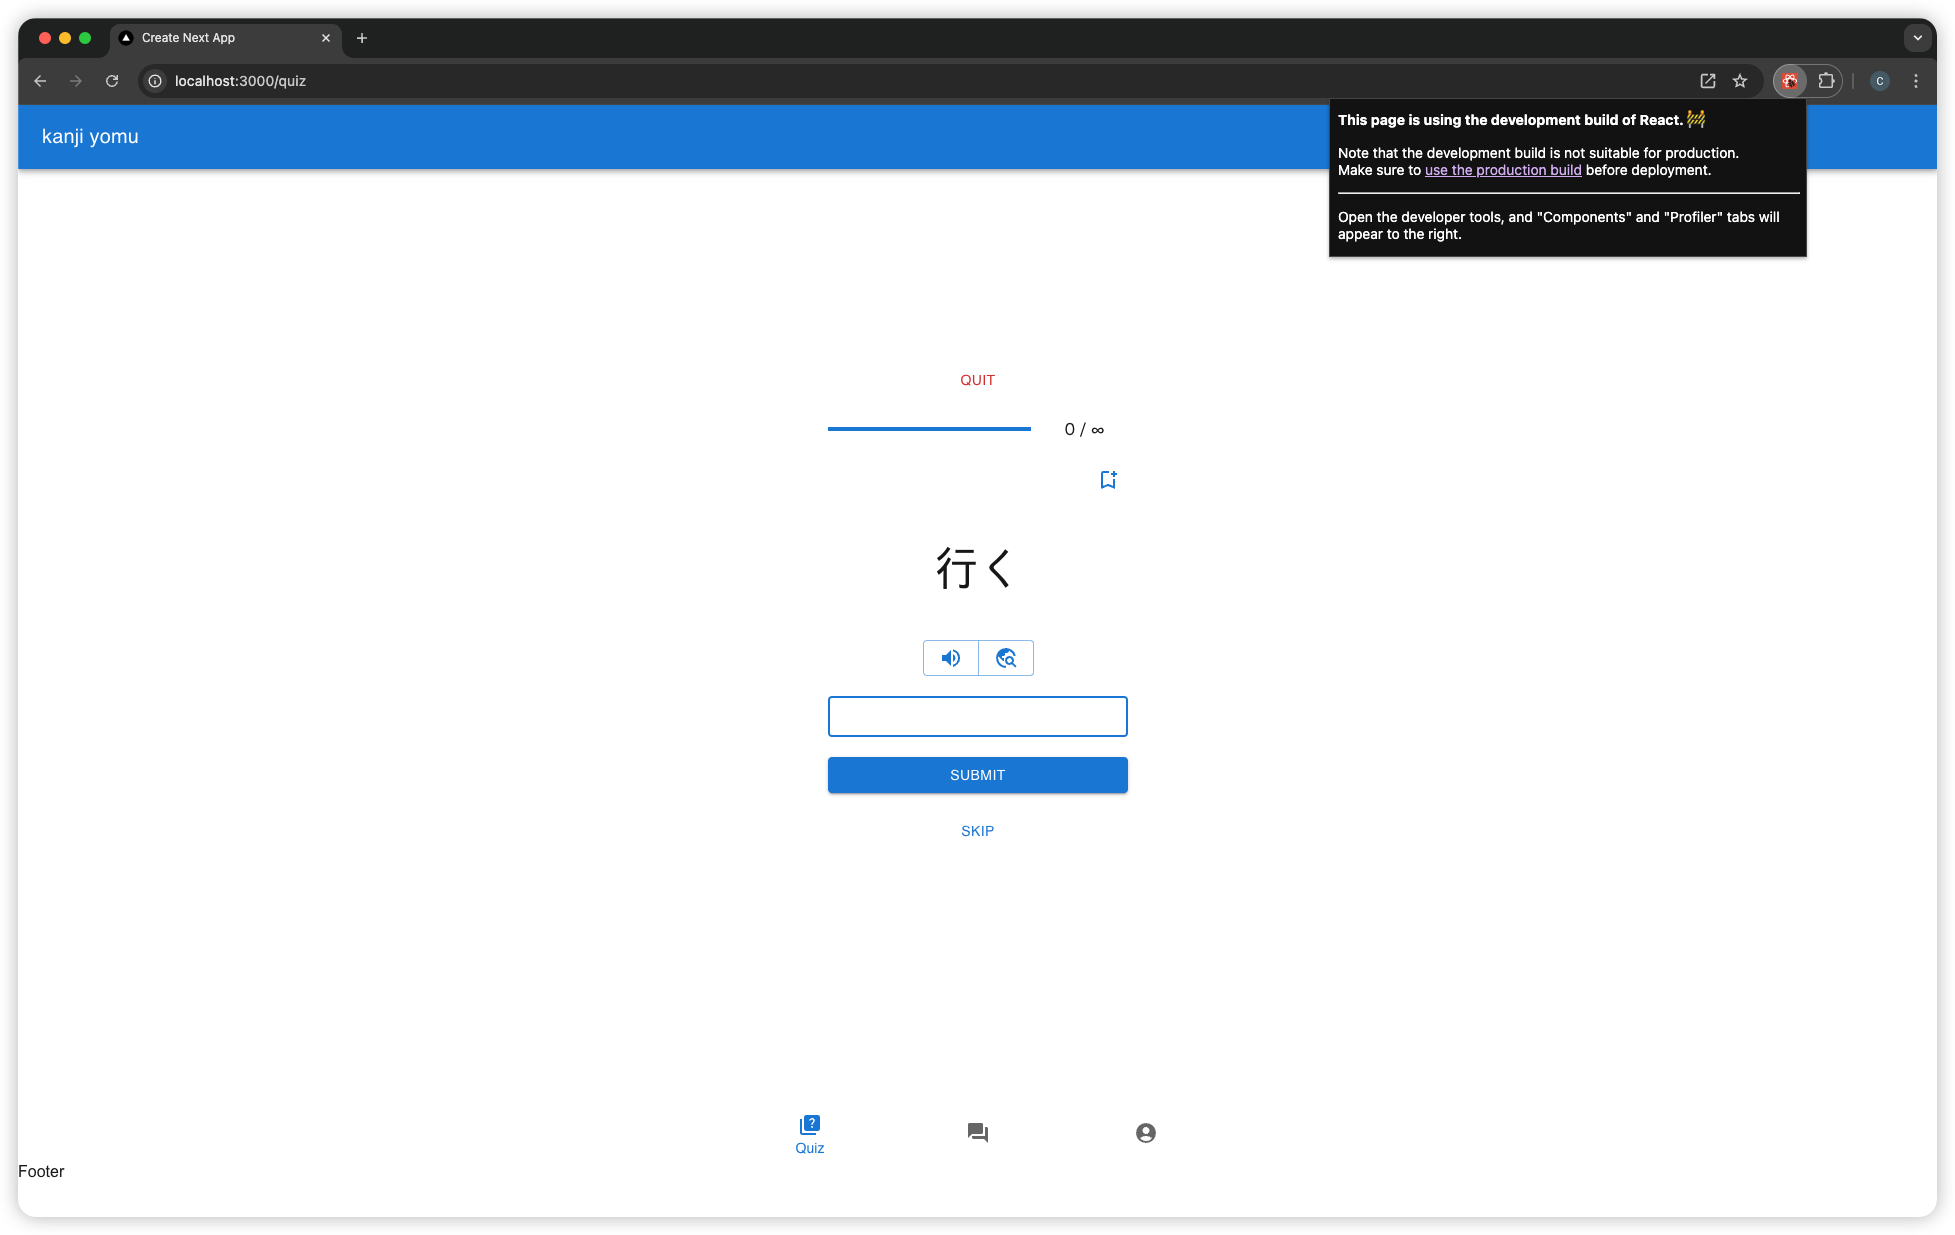 Create Next App
localhost:3000/quiz
C
kanji yomu
This page is using the development build of React. 🚧
Note that the development build is not suitable for production.
Make sure to use the production build before deployment.
Open the developer tools, and "Components" and "Profiler" tabs will
appear to the right.
QUIT
0 / ∞
行く
SUBMIT
SKIP
?
Quiz
Footer